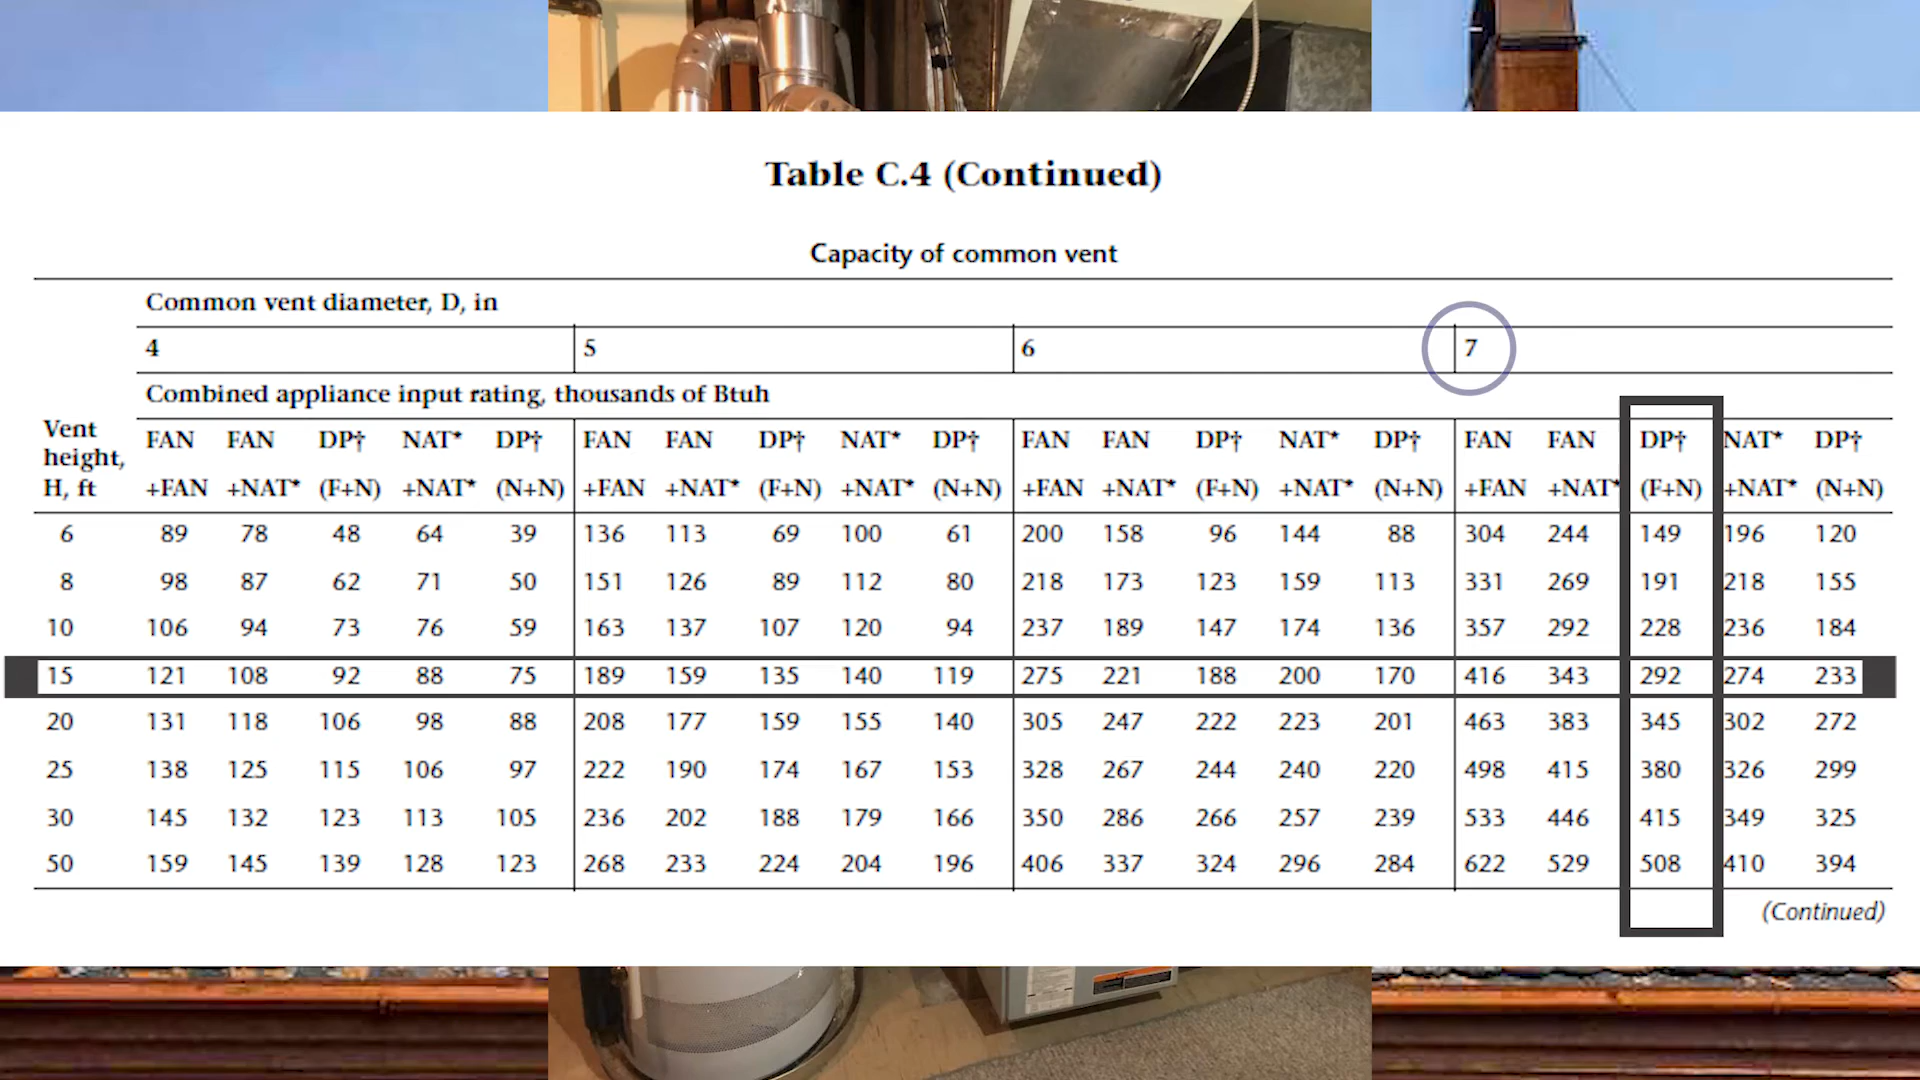 Table C.4 (Continued)
Capacity of common vent
Common vent diameter, D, in
4 5 6 7
Combined appliance input rating, thousands of Btuh
Vent height, H, ft
FAN FAN DP† NAT* DP† FAN FAN DP† NAT* DP† FAN FAN DP† NAT* DP† FAN FAN DP† NAT* DP†
+FAN +NAT* (F+N) +NAT* (N+N) +FAN +NAT* (F+N) +NAT* (N+N) +FAN +NAT* (F+N) +NAT* (N+N) +FAN +NAT* (F+N) +NAT* (N+N)
6 89 78 48 64 39 136 113 69 100 61 200 158 96 144 88 304 244 149 196 120
8 98 87 62 71 50 151 126 89 112 80 218 173 123 159 113 331 269 191 218 155
10 106 94 73 76 59 163 137 107 120 94 237 189 147 174 136 357 292 228 236 184
15 121 108 92 88 75 189 159 135 140 119 275 221 188 200 170 416 343 292 274 233
20 131 118 106 98 88 208 177 159 155 140 305 247 222 223 201 463 383 345 302 272
25 138 125 115 106 97 222 190 174 167 153 328 267 244 240 220 498 415 380 326 299
30 145 132 123 113 105 236 202 188 179 166 350 286 266 257 239 533 446 415 349 325
50 159 145 139 128 123 268 233 224 204 196 406 337 324 296 284 622 529 508 410 394
(Continued)